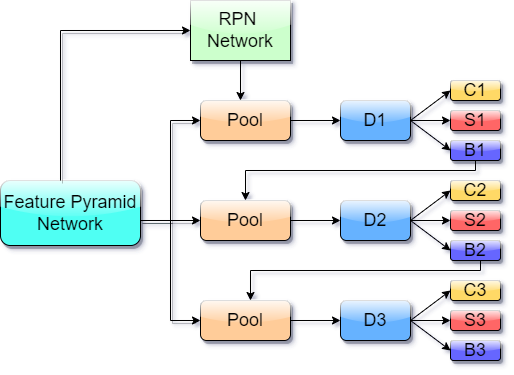 RPN
Network
Pool
D1
C1
S1
B1
Feature Pyramid
Network
Pool
D2
C2
S2
B2
Pool
D3
C3
S3
B3